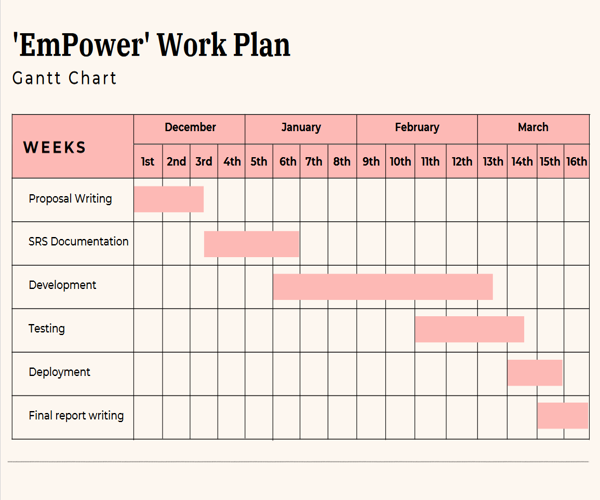 'EmPower' Work Plan
Gantt Chart
WEEKS
December January February March
1st 2nd 3rd 4th 5th 6th 7th 8th 9th 10th 11th 12th 13th 14th 15th 16th
Proposal Writing
SRS Documentation
Development
Testing
Deployment
Final report writing